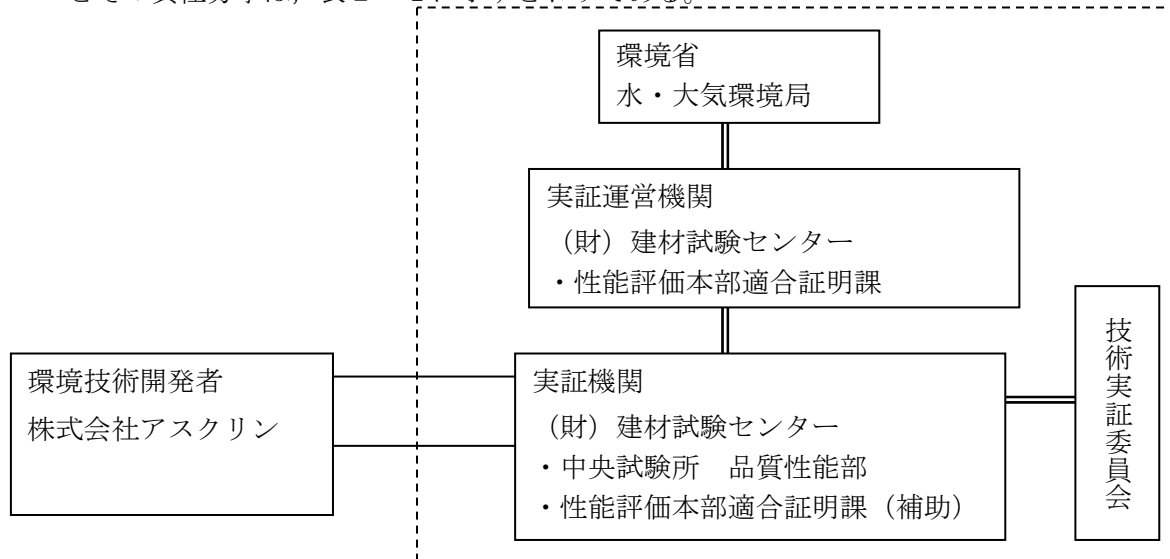 環境省
水・大気環境局
実証運営機関
（財）建材試験センター
・性能評価本部適合証明課
技術実証委員会
環境技術開発者
株式会社アスクリン
実証機関
（財）建材試験センター
・中央試験所　品質性能部
・性能評価本部適合証明課（補助）